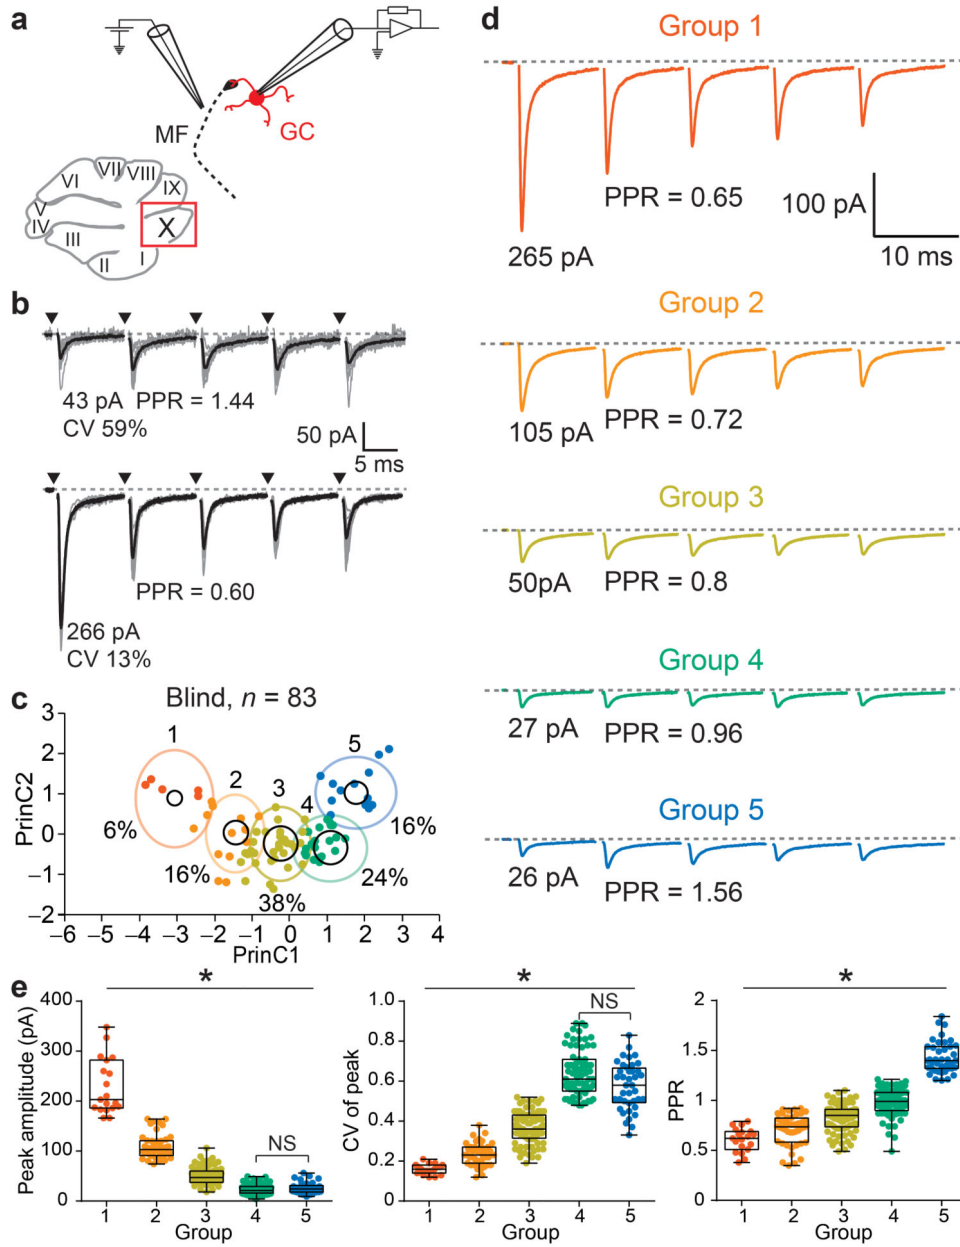 a
MF
GC
VI
VII
VIII
IX
V
IV
III
II
I
X
b
43 pA PPR = 1.44
CV 59%
50 pA
5 ms
PPR = 0.60
266 pA
CV 13%
c
Blind, n = 83
PrinC2
3
2
1
0
–1
–2
1
2
3
4
5
6%
16%
38%
24%
16%
–6 –5 –4 –3 –2 –1 0 1 2 3 4
PrinC1
d
Group 1
PPR = 0.65
265 pA
100 pA
10 ms
Group 2
105 pA
PPR = 0.72
Group 3
50pA
PPR = 0.8
Group 4
27 pA
PPR = 0.96
Group 5
26 pA
PPR = 1.56
e
*
Peak amplitude (pA)
400
300
200
100
0
NS
1 2 3 4 5
Group
*
CV of peak
1.0
0.8
0.6
0.4
0.2
0
NS
1 2 3 4 5
Group
*
PPR
2
1.5
1
0.5
0
1 2 3 4 5
Group